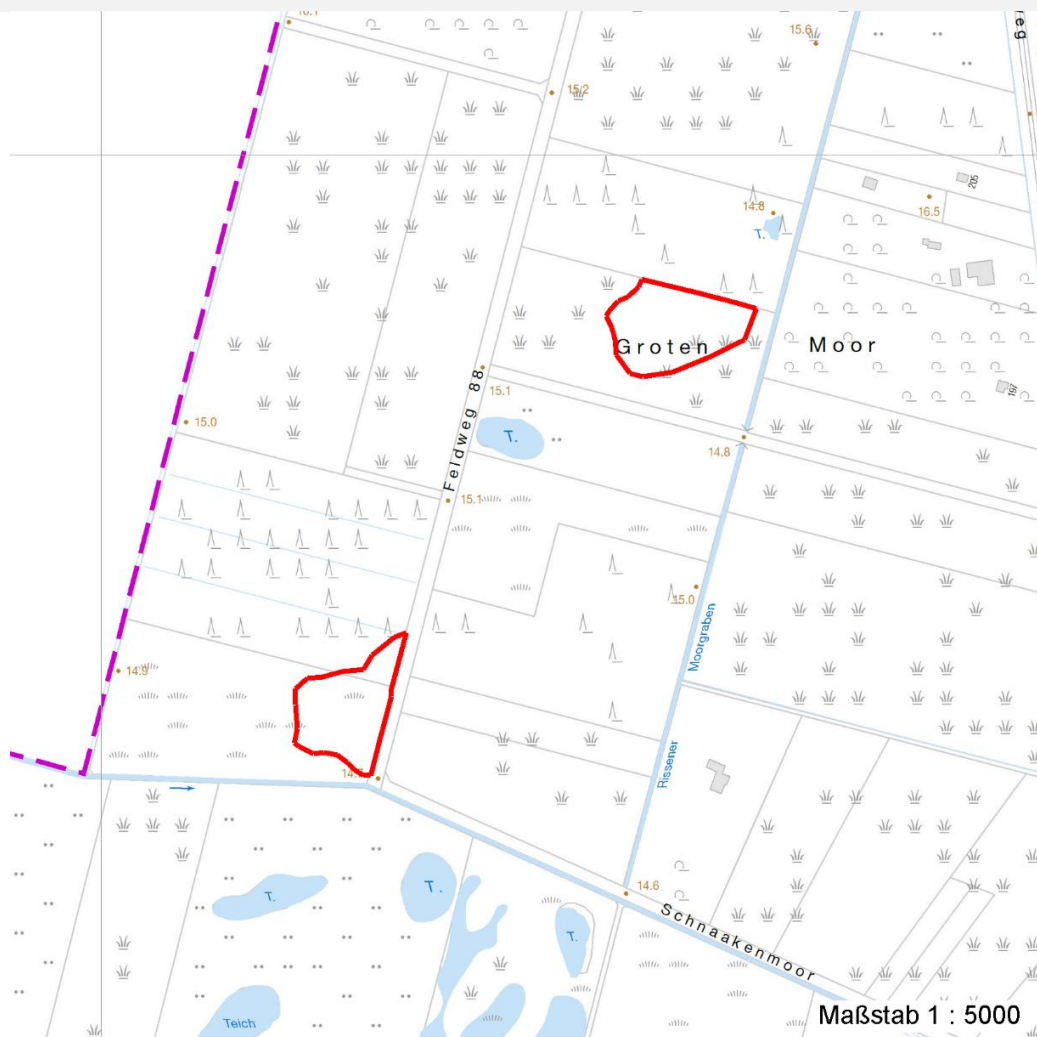 15.6
15.2
205
14.8
16.5
T.
Groten
Moor
15.1
Feldweg 88
197
15.0
T.
14.8
15.1
15.0
Moorgraben
14.9
Rissener
14.6
T.
T.
T.
Schnaakenmoor
Teich
Maßstab 1 : 5000